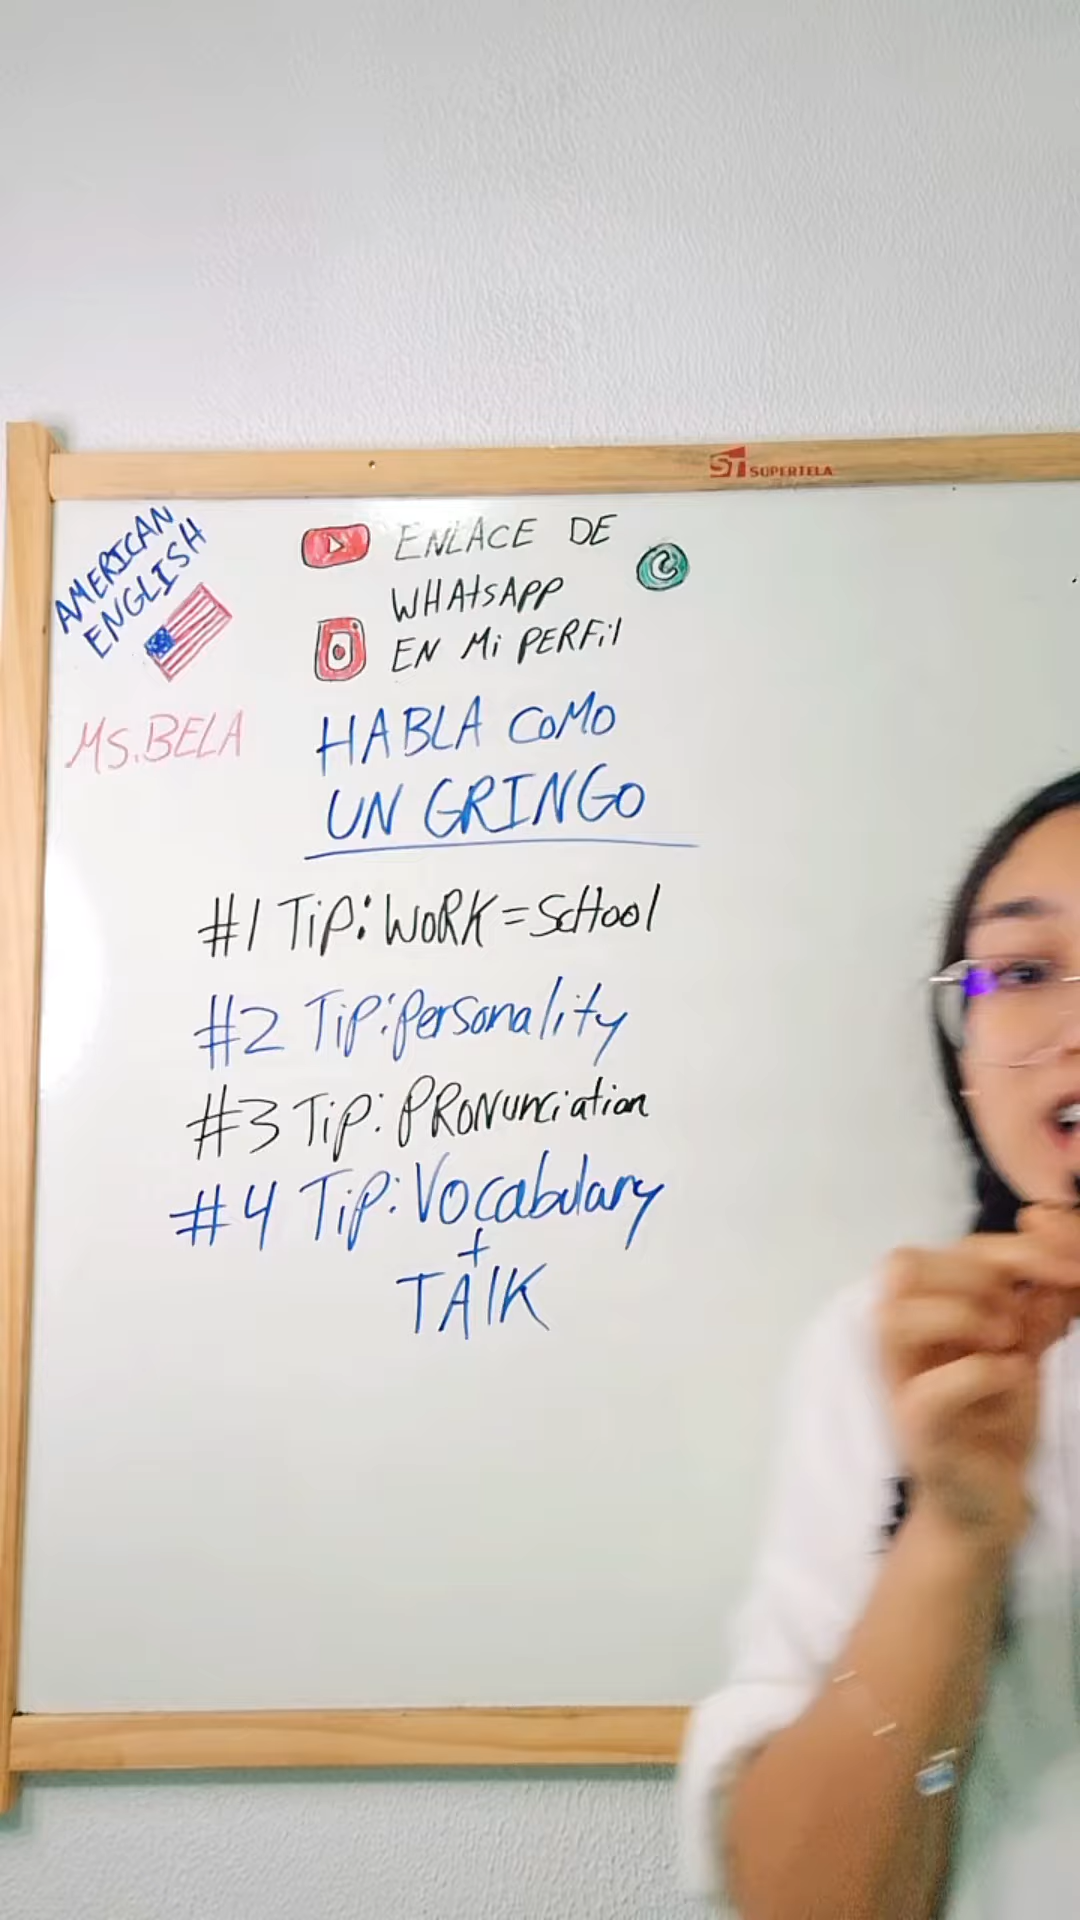 ST SUPERTELA
AMERICAN
ENGLISH
ENLACE DE
WHAtSAPP
EN Mi PERFil
MS.BELA
HABLA COMO
UN GRINGO
#1 TiP: WORK = ScHool
#2 TiP: Personality
#3 TiP: PRONunciation
#4 TiP: Vocabulary
+
TAlK